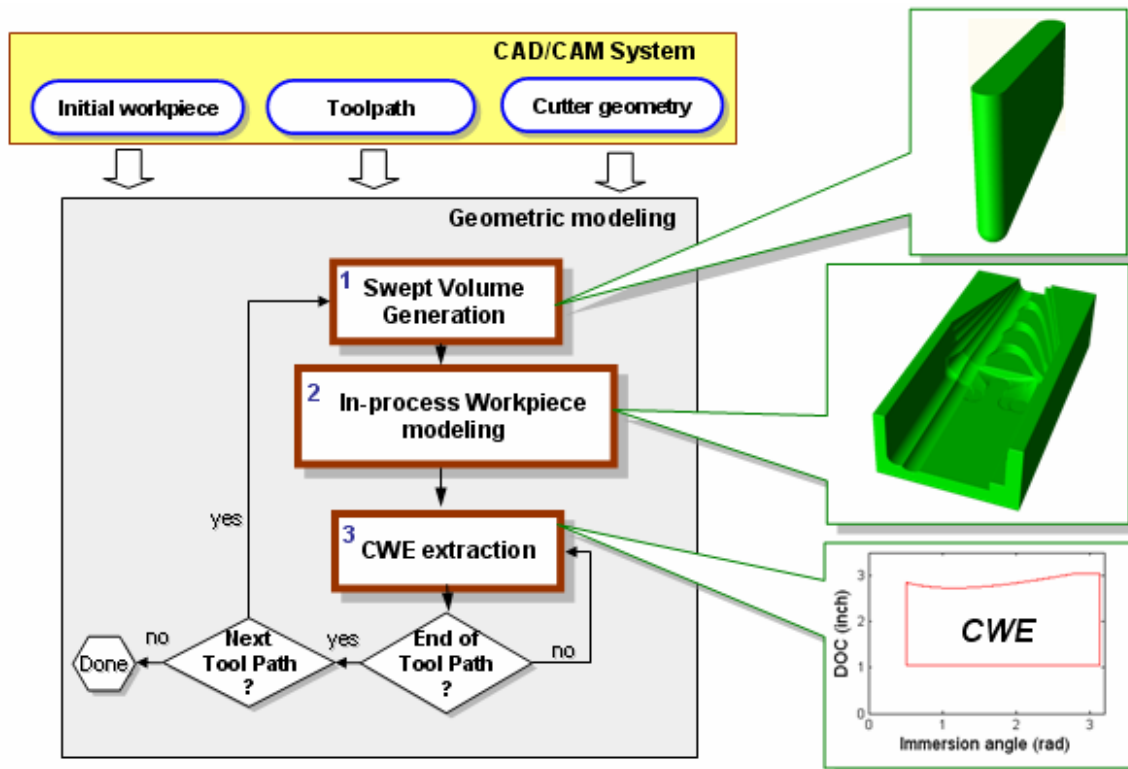 CAD/CAM System
Initial workpiece
Toolpath
Cutter geometry
Geometric modeling
1
Swept Volume
Generation
2
In-process Workpiece
modeling
3
CWE extraction
yes
no
Next
Tool Path
?
yes
End of
Tool Path
?
no
Done
DOC (inch)
3
2
1
0
CWE
0
1
2
3
Immersion angle (rad)